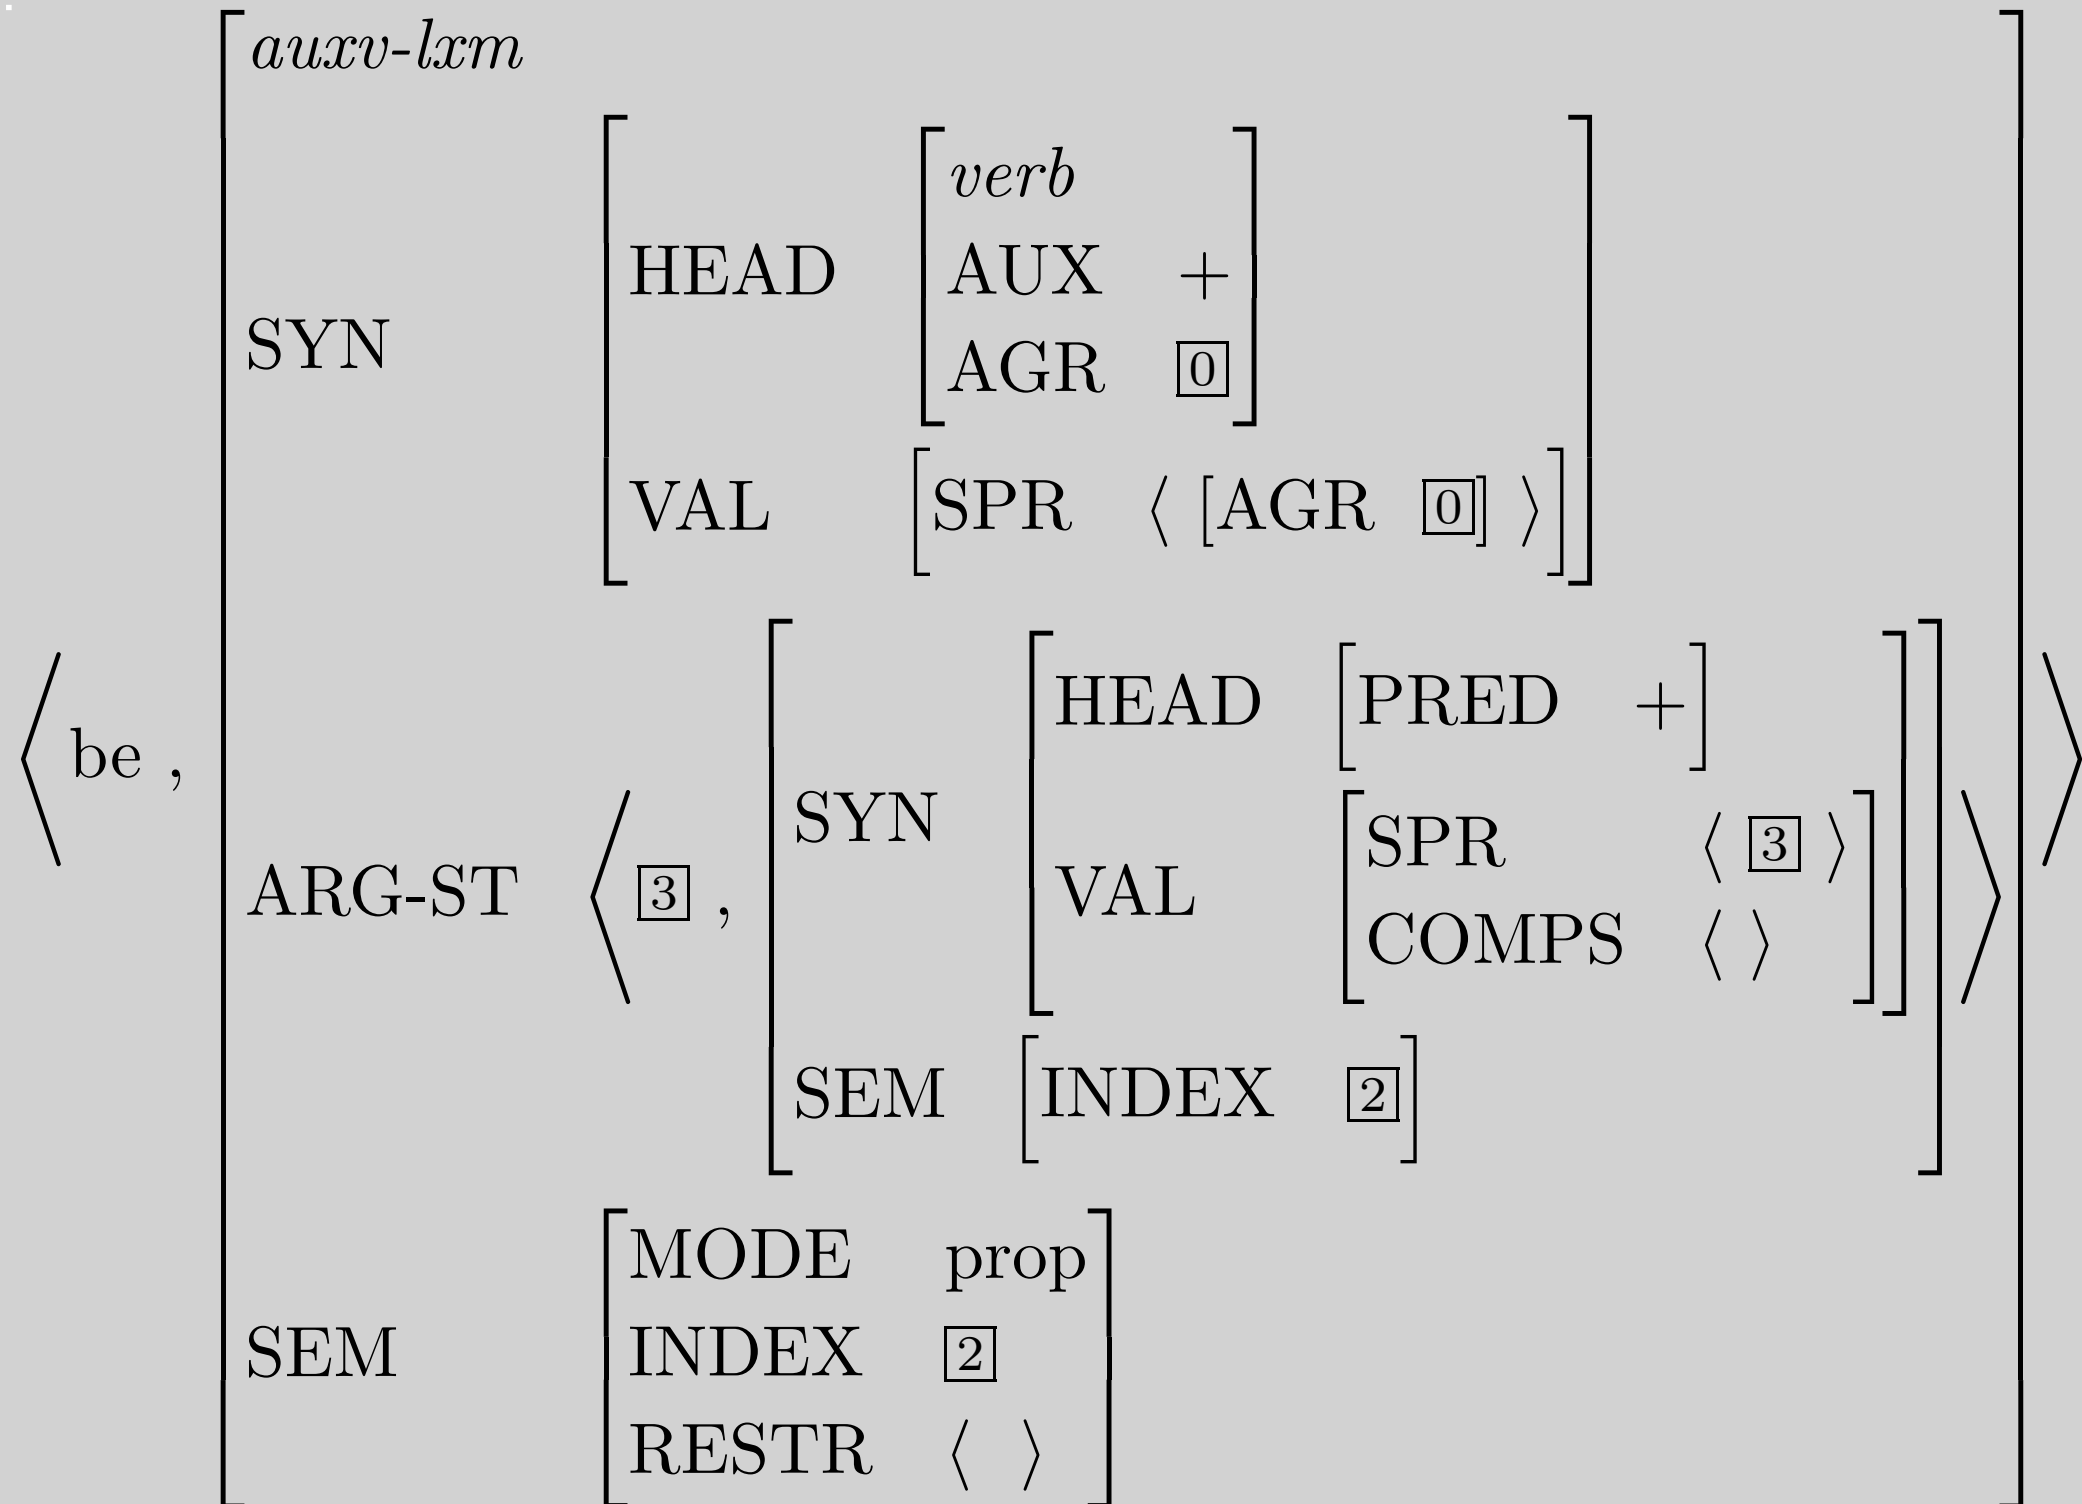 auxv-lxm
verb
HEAD AUX +
SYN AGR 0
VAL SPR ⟨ [AGR 0] ⟩
HEAD [PRED +]
⟨ be , SYN SPR ⟨ 3 ⟩
ARG-ST ⟨ 3 , VAL COMPS ⟨ ⟩
SEM [INDEX 2] ⟩
MODE prop
SEM INDEX 2
RESTR ⟨ ⟩ ⟩